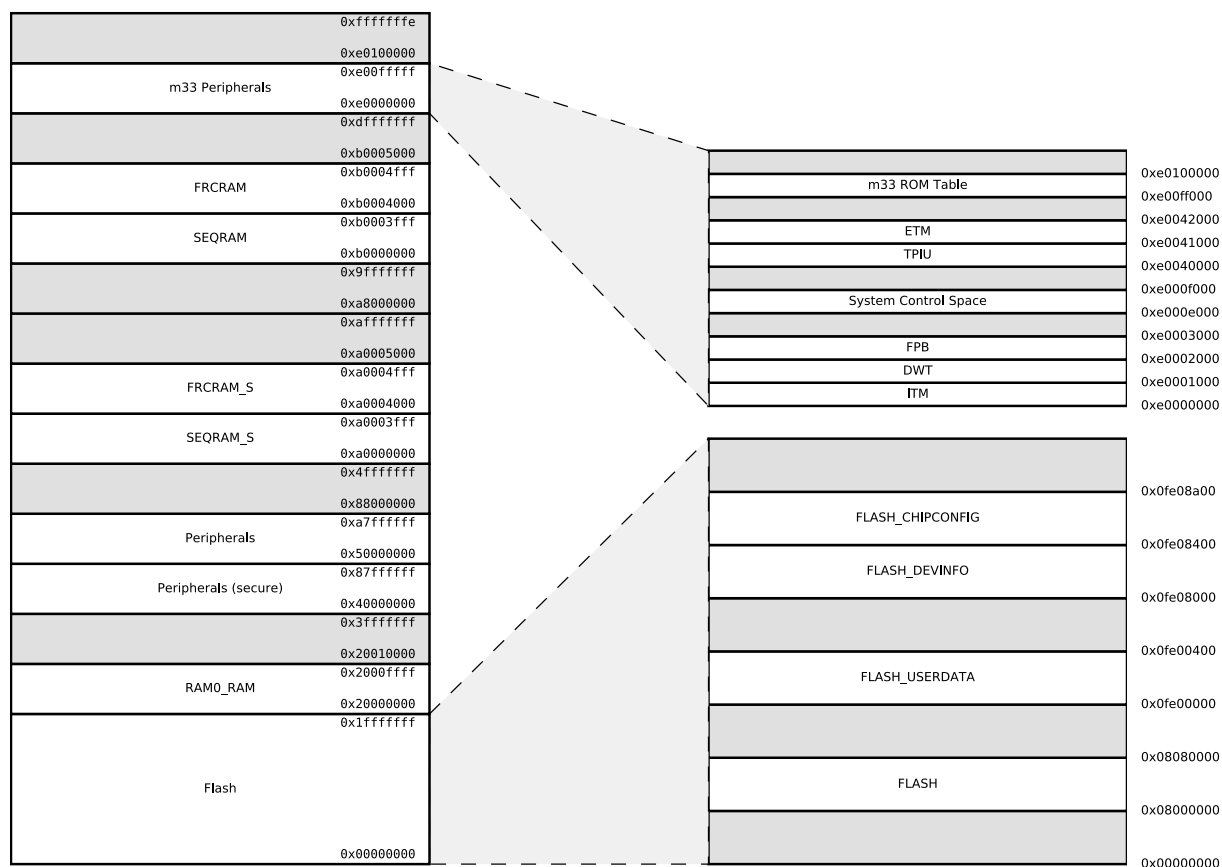 0xfffffffe
0xe0100000
0xe00fffff
m33 Peripherals
0xe0000000
0xdfffffff
0xb0005000
0xb0004fff
FRCRAM
0xb0004000
0xb0003fff
SEQRAM
0xb0000000
0x9fffffff
0xa8000000
0xafffffff
0xa0005000
0xa0004fff
FRCRAM_S
0xa0004000
0xa0003fff
SEQRAM_S
0xa0000000
0x4fffffff
0x88000000
0xa7ffffff
Peripherals
0x50000000
0x87ffffff
Peripherals (secure)
0x40000000
0x3fffffff
0x20010000
0x2000ffff
RAM0_RAM
0x20000000
0x1fffffff
Flash
0x00000000
0xe0100000
m33 ROM Table
0xe00ff000
0xe0042000
ETM
0xe0041000
TPIU
0xe0040000
0xe000f000
System Control Space
0xe000e000
0xe0003000
FPB
0xe0002000
DWT
0xe0001000
ITM
0xe0000000
0x0fe08a00
FLASH_CHIPCONFIG
0x0fe08400
FLASH_DEVINFO
0x0fe08000
0x0fe00400
FLASH_USERDATA
0x0fe00000
0x08080000
FLASH
0x08000000
0x00000000